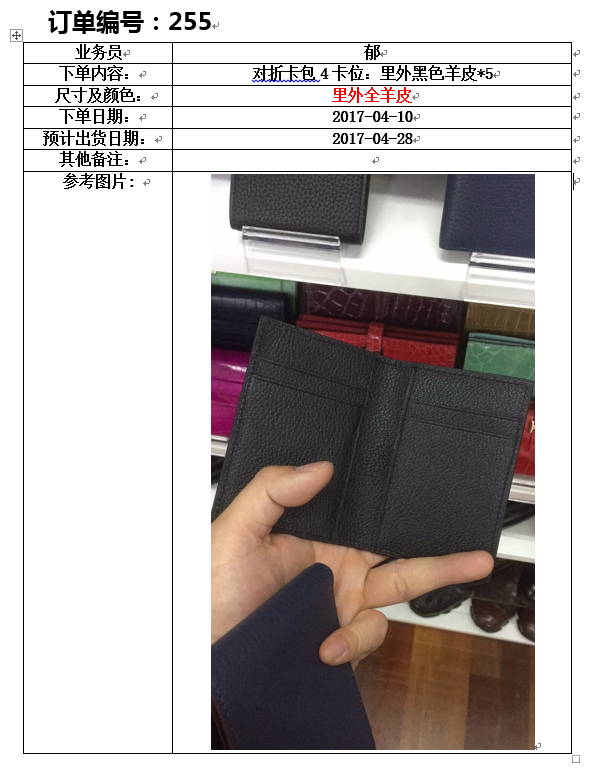 订单编号：255
业务员 郁
下单内容： 对折卡包 4 卡位：里外黑色羊皮*5
尺寸及颜色： 里外全羊皮
下单日期： 2017-04-10
预计出货日期： 2017-04-28
其他备注：
参考图片: